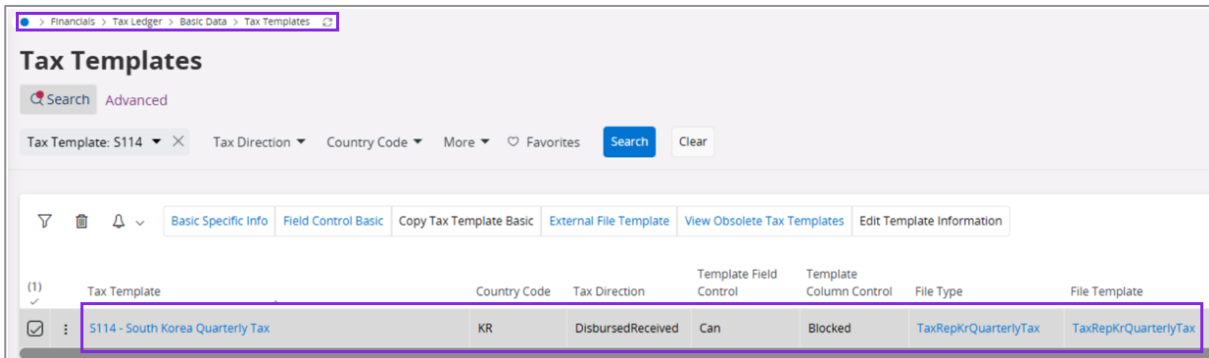 > Financials > Tax Ledger > Basic Data > Tax Templates
Tax Templates
Search Advanced
Tax Template: S114 Tax Direction Country Code More Favorites Search Clear
Basic Specific Info Field Control Basic Copy Tax Template Basic External File Template View Obsolete Tax Templates Edit Template Information
Template Field Template
(1) Tax Template Country Code Tax Direction Control Column Control File Type File Template
S114 - South Korea Quarterly Tax KR DisbursedReceived Can Blocked TaxRepKrQuarterlyTax TaxRepKrQuarterlyTax